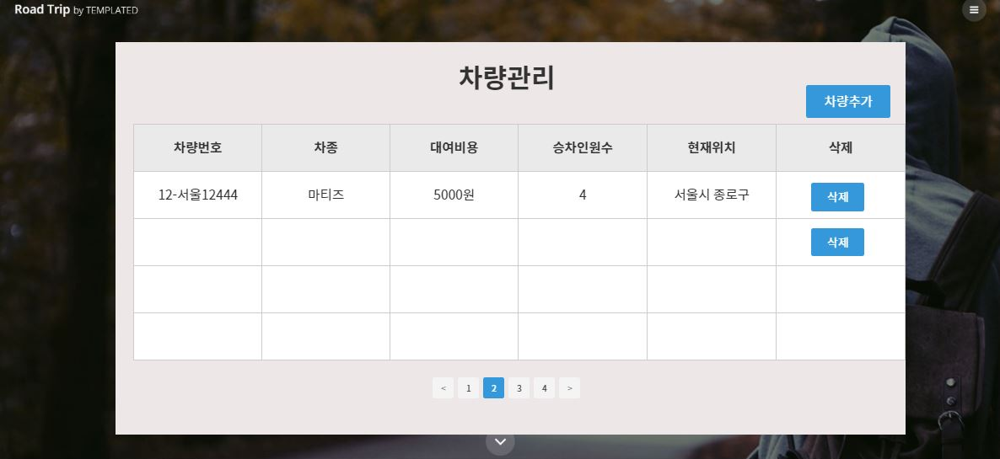 Road Trip by TEMPLATED
차량관리
차량추가
차량번호 차종 대여비용 승차인원수 현재위치 삭제
12-서울12444 마티즈 5000원 4 서울시 종로구 삭제
삭제
< 1 2 3 4 >